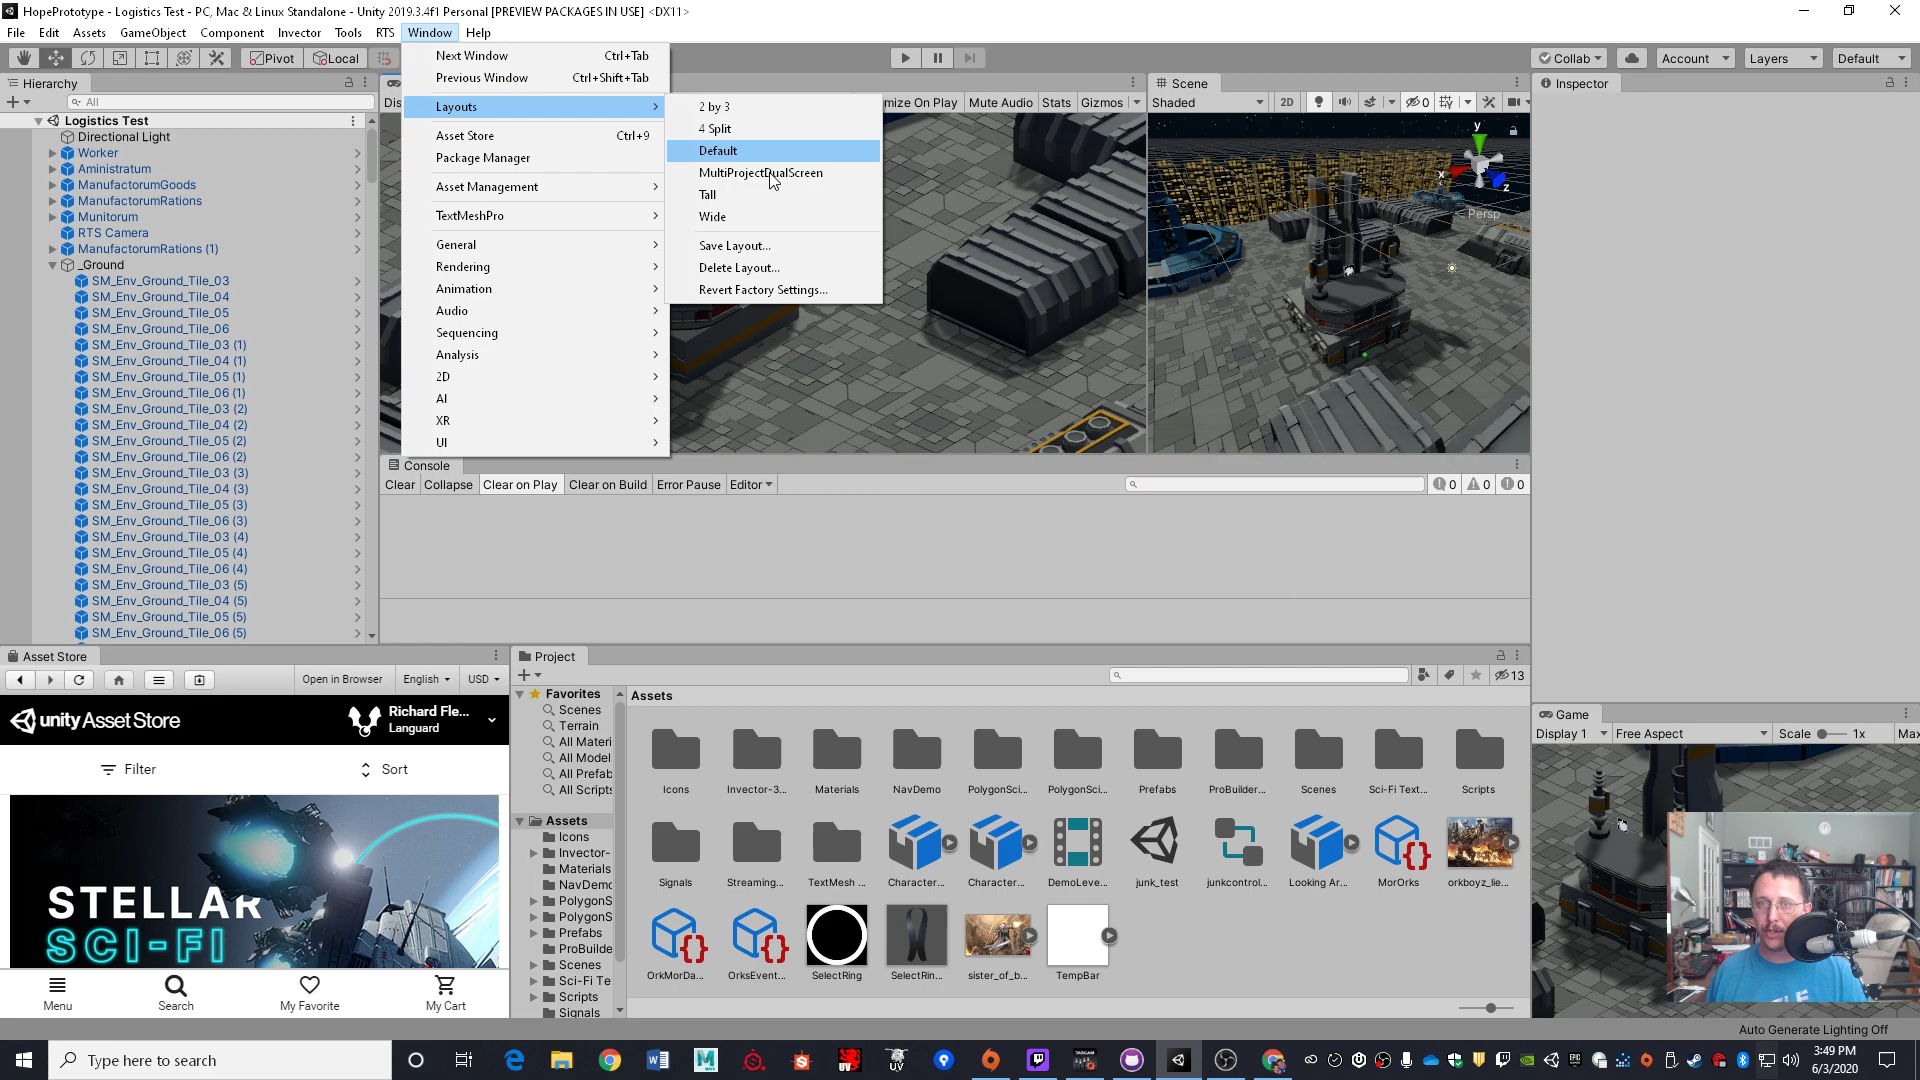 HopePrototype - Logistics Test - PC, Mac & Linux Standalone - Unity 2019.3.4f1 Personal [PREVIEW PACKAGES IN USE] <DX11>
File Edit Assets GameObject Component Invector Tools RTS Window Help
Pivot Local Collab Account Layers Default
Next Window Ctrl+Tab
Previous Window Ctrl+Shift+Tab
Layouts
Asset Store Ctrl+9
Package Manager
Asset Management
TextMeshPro
General
Rendering
Animation
Audio
Sequencing
Analysis
2D
AI
XR
UI
2 by 3
4 Split
Default
MultiProjectDualScreen
Tall
Wide
Save Layout...
Delete Layout...
Revert Factory Settings...
Hierarchy
All
Logistics Test
Directional Light
Worker
Aministratum
ManufactorumGoods
ManufactorumRations
Munitorum
RTS Camera
ManufactorumRations (1)
_Ground
SM_Env_Ground_Tile_03
SM_Env_Ground_Tile_04
SM_Env_Ground_Tile_05
SM_Env_Ground_Tile_06
SM_Env_Ground_Tile_03 (1)
SM_Env_Ground_Tile_04 (1)
SM_Env_Ground_Tile_05 (1)
SM_Env_Ground_Tile_06 (1)
SM_Env_Ground_Tile_03 (2)
SM_Env_Ground_Tile_04 (2)
SM_Env_Ground_Tile_05 (2)
SM_Env_Ground_Tile_06 (2)
SM_Env_Ground_Tile_03 (3)
SM_Env_Ground_Tile_04 (3)
SM_Env_Ground_Tile_05 (3)
SM_Env_Ground_Tile_06 (3)
SM_Env_Ground_Tile_03 (4)
SM_Env_Ground_Tile_05 (4)
SM_Env_Ground_Tile_06 (4)
SM_Env_Ground_Tile_03 (5)
SM_Env_Ground_Tile_04 (5)
SM_Env_Ground_Tile_05 (5)
SM_Env_Ground_Tile_06 (5)
Dis
mize On Play Mute Audio Stats Gizmos
Scene
Shaded 2D 0
y
x
z
Persp
Inspector
Console
Clear Collapse Clear on Play Clear on Build Error Pause Editor 0 0 0
Asset Store
Open in Browser English USD
unity Asset Store
Richard Fle...
Languard
Filter Sort
STELLAR
SCI-FI
Menu Search My Favorite My Cart
Project
13
Favorites
Scenes
Terrain
All Materi
All Model
All Prefab
All Scripts
Assets
Icons
Invector-
Materials
NavDemo
PolygonS
PolygonS
Prefabs
ProBuilde
Scenes
Sci-Fi Te
Scripts
Signals
Assets
Icons Invector-3... Materials NavDemo PolygonSci... PolygonSci... Prefabs ProBuilder... Scenes Sci-Fi Text... Scripts
Signals Streaming... TextMesh ... Character... Character... DemoLeve... junk_test junkcontrol... Looking Ar... MorOrks orkboyz_lie...
OrkMorDa... OrksEvent... SelectRing SelectRin... sister_of_b... TempBar
Game
Display 1 Free Aspect Scale 1x Max
Auto Generate Lighting Off
Type here to search
3:49 PM
6/3/2020